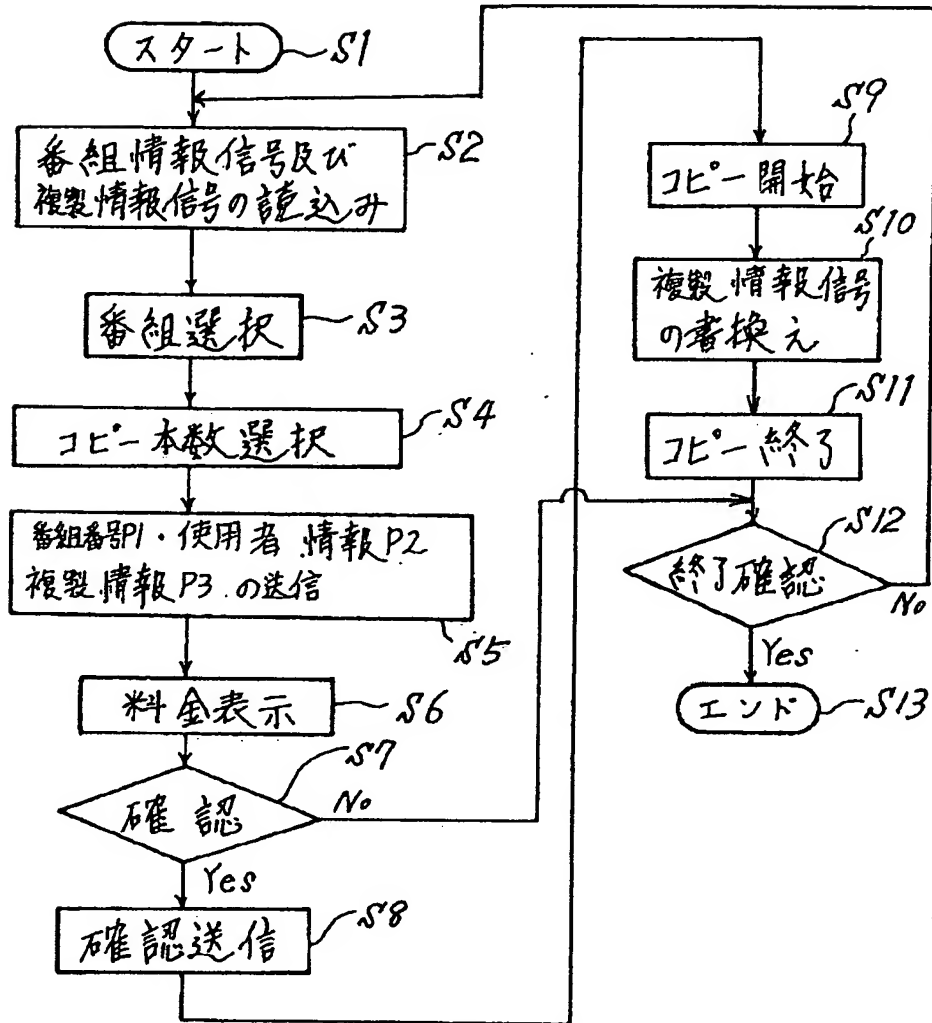 スタート
S1
番組情報信号及び
複製情報信号の読込み
S2
番組選択
S3
コピー本数選択
S4
番組番号P1・使用者情報P2
複製情報P3の送信
S5
料金表示
S6
S7
確認
No
Yes
確認送信
S8
S9
コピー開始
S10
複製情報信号
の書換え
S11
コピー終了
S12
終了確認
No
Yes
エンド
S13